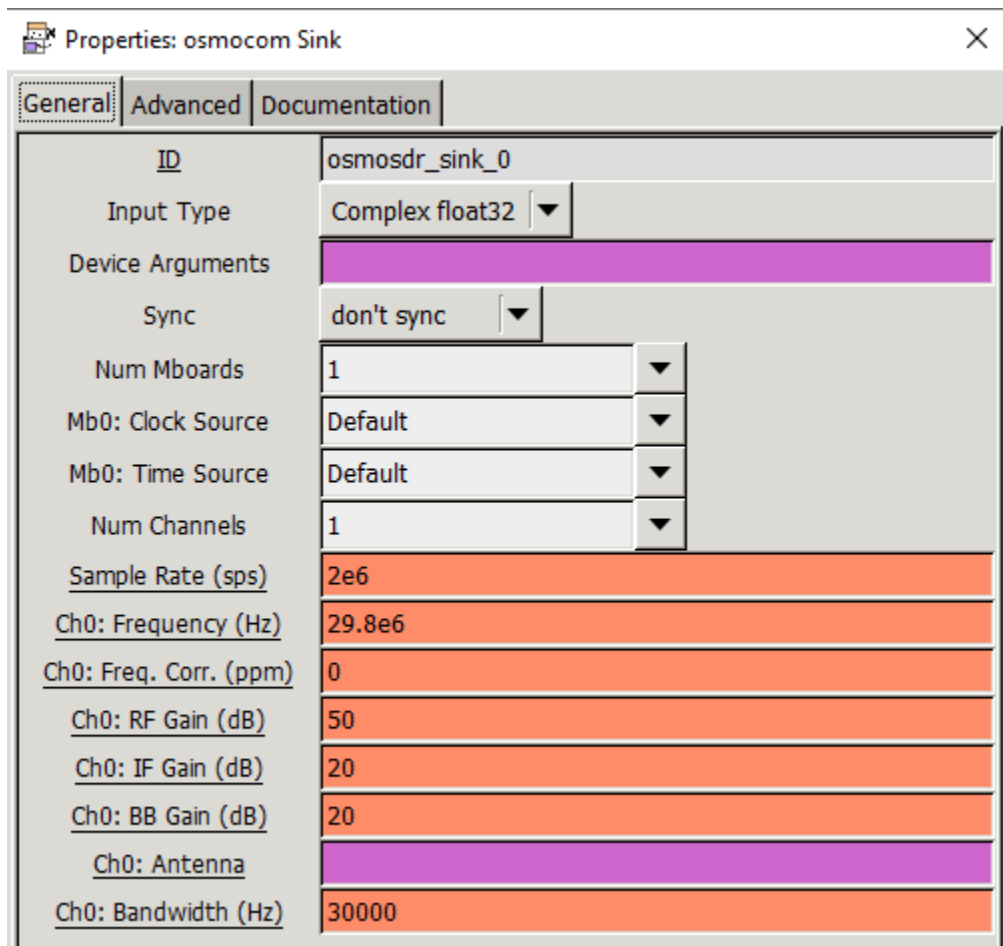 Properties: osmocom Sink
General Advanced Documentation
ID osmosdr_sink_0
Input Type Complex float32
Device Arguments
Sync don't sync
Num Mboards 1
Mb0: Clock Source Default
Mb0: Time Source Default
Num Channels 1
Sample Rate (sps) 2e6
Ch0: Frequency (Hz) 29.8e6
Ch0: Freq. Corr. (ppm) 0
Ch0: RF Gain (dB) 50
Ch0: IF Gain (dB) 20
Ch0: BB Gain (dB) 20
Ch0: Antenna
Ch0: Bandwidth (Hz) 30000